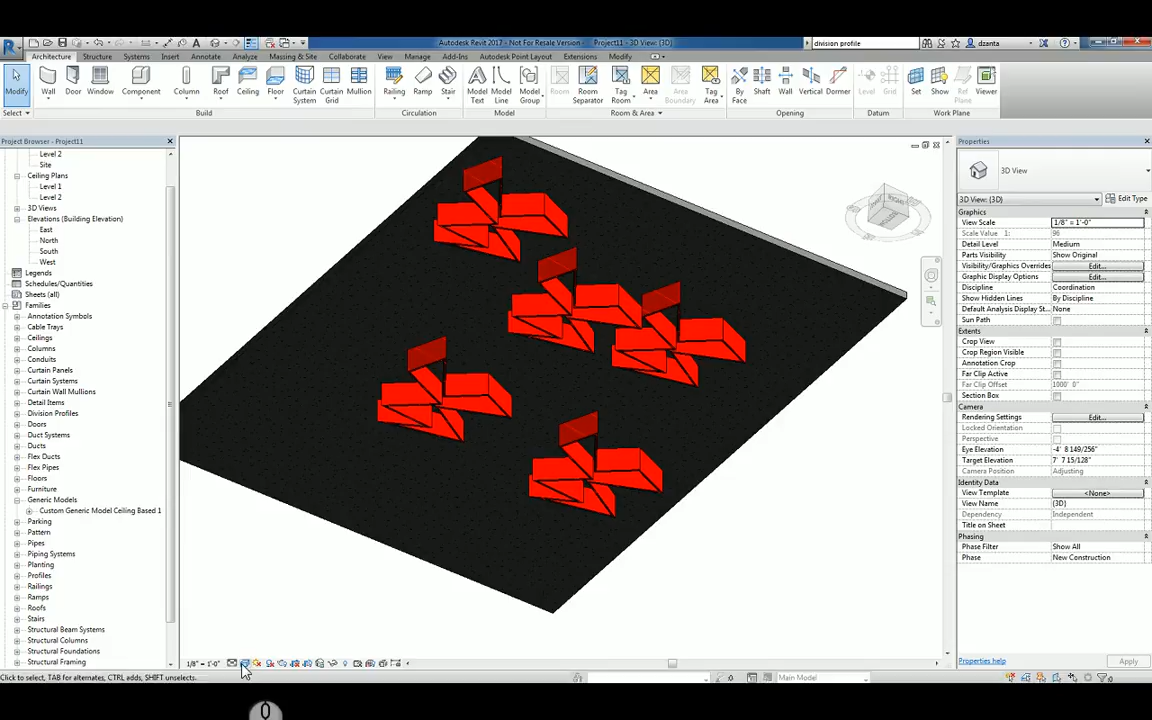 Autodesk Revit 2017 - Not For Resale Version - Project11 - 3D View: {3D}
division profile
dzanta
Architecture Structure Systems Insert Annotate Analyze Massing & Site Collaborate View Manage Add-Ins Autodesk Point Layout Extensions Modify
Modify Wall Door Window Component Column Roof Ceiling Floor Curtain System Curtain Grid Mullion Railing Ramp Stair Model Text Model Line Model Group Room Room Separator Tag Room Area Area Boundary Tag Area By Face Shaft Wall Vertical Dormer Level Grid Set Show Ref Plane Viewer
Select Build Circulation Model Room & Area Opening Datum Work Plane
Project Browser - Project11
Level 2
Site
Ceiling Plans
Level 1
Level 2
3D Views
Elevations (Building Elevation)
East
North
South
West
Legends
Schedules/Quantities
Sheets (all)
Families
Annotation Symbols
Cable Trays
Ceilings
Columns
Conduits
Curtain Panels
Curtain Systems
Curtain Wall Mullions
Detail Items
Division Profiles
Doors
Duct Systems
Ducts
Flex Ducts
Flex Pipes
Floors
Furniture
Generic Models
Custom Generic Model Ceiling Based 1
Parking
Pattern
Pipes
Piping Systems
Planting
Profiles
Railings
Ramps
Roofs
Stairs
Structural Beam Systems
Structural Columns
Structural Foundations
Structural Framing
Properties
3D View
3D View: {3D} Edit Type
Graphics
View Scale 1/8" = 1'-0"
Scale Value 1: 96
Detail Level Medium
Parts Visibility Show Original
Visibility/Graphics Overrides Edit...
Graphic Display Options Edit...
Discipline Coordination
Show Hidden Lines By Discipline
Default Analysis Display St... None
Sun Path
Extents
Crop View
Crop Region Visible
Annotation Crop
Far Clip Active
Far Clip Offset 1000' 0"
Section Box
Camera
Rendering Settings Edit...
Locked Orientation
Perspective
Eye Elevation -4' 8 149/256"
Target Elevation 7' 7 15/128"
Camera Position Adjusting
Identity Data
View Template <None>
View Name {3D}
Dependency Independent
Title on Sheet
Phasing
Phase Filter Show All
Phase New Construction
Properties help Apply
1/8" = 1'-0"
Click to select, TAB for alternates, CTRL adds, SHIFT unselects.
:0 Main Model